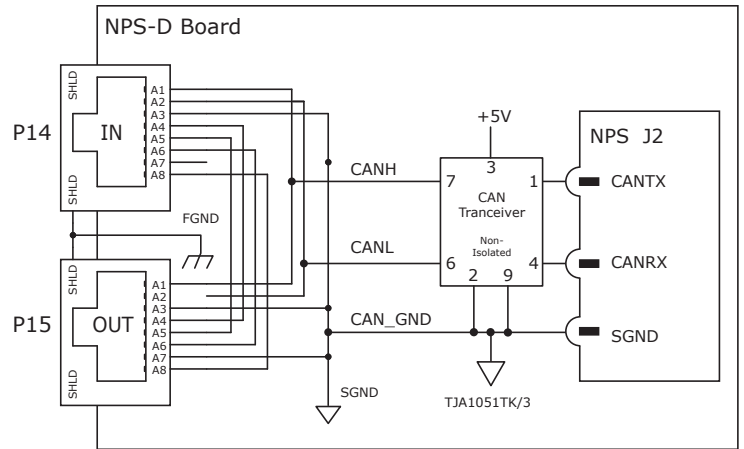 NPS-D Board
SHLD
P14
IN
A1
A2
A3
A4
A5
A6
A7
A8
SHLD
FGND
SHLD
P15
OUT
A1
A2
A3
A4
A5
A6
A7
A8
SHLD
CANH
CANL
CAN_GND
SGND
+5V
3
7
1
CAN
Tranceiver
Non-
Isolated
6
4
2
9
TJA1051TK/3
NPS J2
CANTX
CANRX
SGND